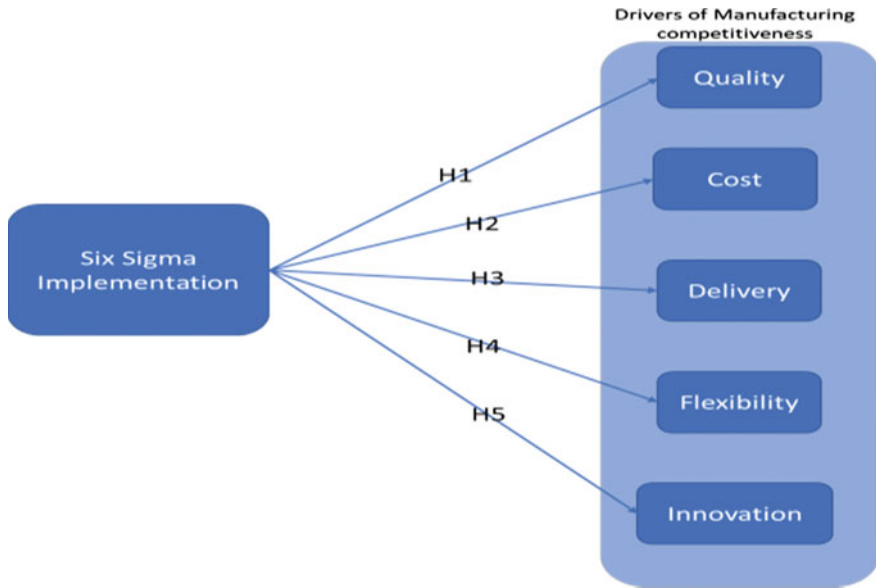 Drivers of Manufacturing
competitiveness
Quality
H1
Cost
H2
Six Sigma
Implementation
H3
Delivery
H4
Flexibility
H5
Innovation